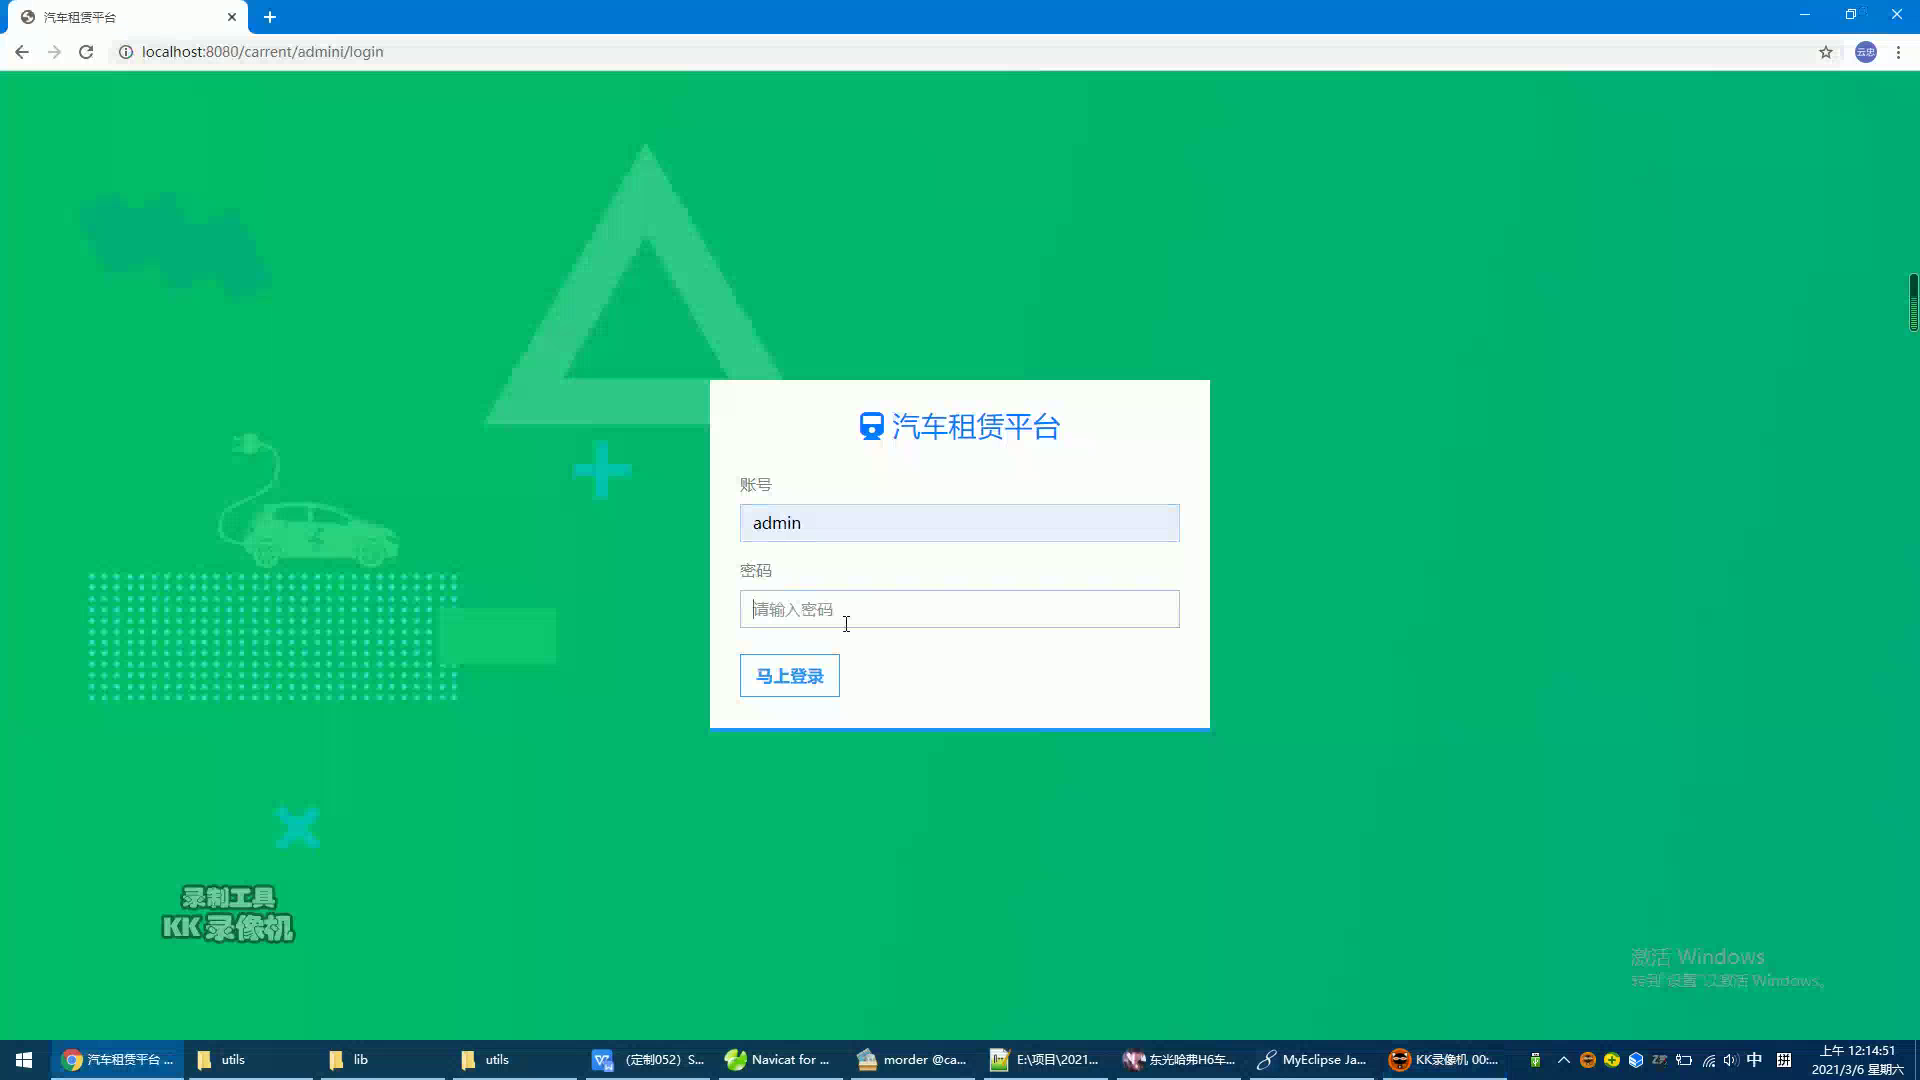 汽车租赁平台
localhost:8080/carrent/admini/login
云忠
汽车租赁平台
账号
admin
密码
请输入密码
马上登录
录制工具
KK 录像机
激活 Windows
转到"设置"以激活 Windows。
汽车租赁平台 ...
utils
lib
utils
(定制052) S...
Navicat for ...
morder @ca...
E:\项目\2021...
东光哈弗H6车...
MyEclipse Ja...
KK录像机 00:...
中
拼
上午 12:14:51
2021/3/6 星期六